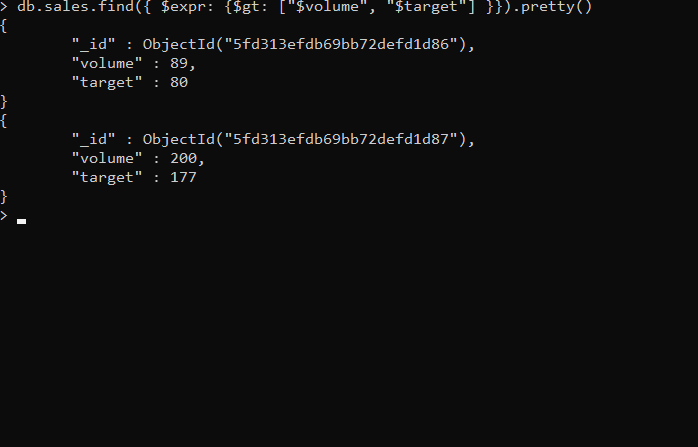 > db.sales.find({ $expr: {$gt: ["$volume", "$target"] }}).pretty()
{
        "_id" : ObjectId("5fd313efdb69bb72defd1d86"),
        "volume" : 89,
        "target" : 80
}
{
        "_id" : ObjectId("5fd313efdb69bb72defd1d87"),
        "volume" : 200,
        "target" : 177
}
>